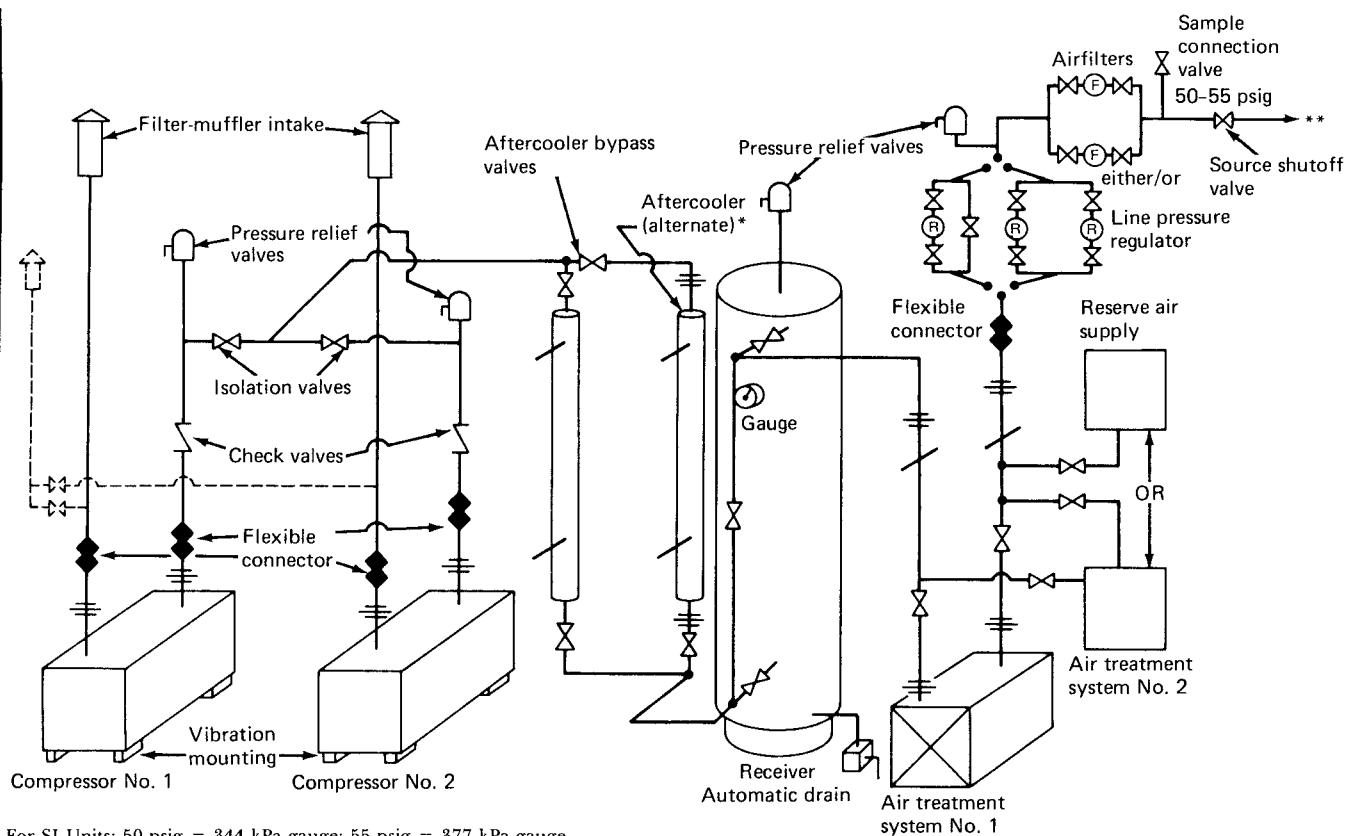 Sample
connection
valve
Airfilters
50–55 psig
**
Filter-muffler intake
Aftercooler bypass
valves
Pressure relief valves
Source shutoff
valve
either/or
F
F
Aftercooler
(alternate)*
Pressure relief
valves
R
R
R
Line pressure
regulator
Flexible
connector
Reserve air
supply
Isolation valves
Gauge
Check valves
OR
Flexible
connector
Air treatment
system No. 2
Vibration
mounting
Compressor No. 1
Compressor No. 2
Receiver
Automatic drain
Air treatment
system No. 1
For SI Units: 50 psig = 344 kPa gauge; 55 psig = 377 kPa gauge